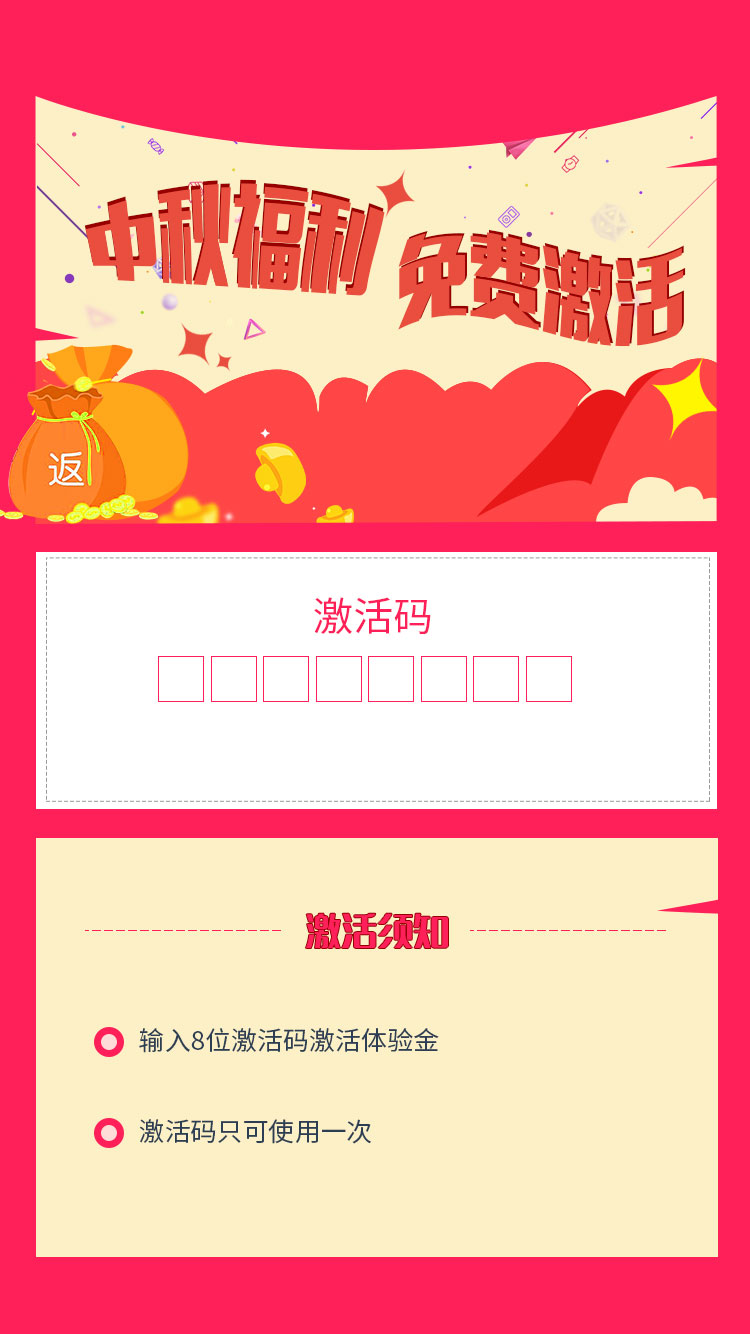 中秋福利 免费激活
返
激活码
激活须知
输入8位激活码激活体验金
激活码只可使用一次